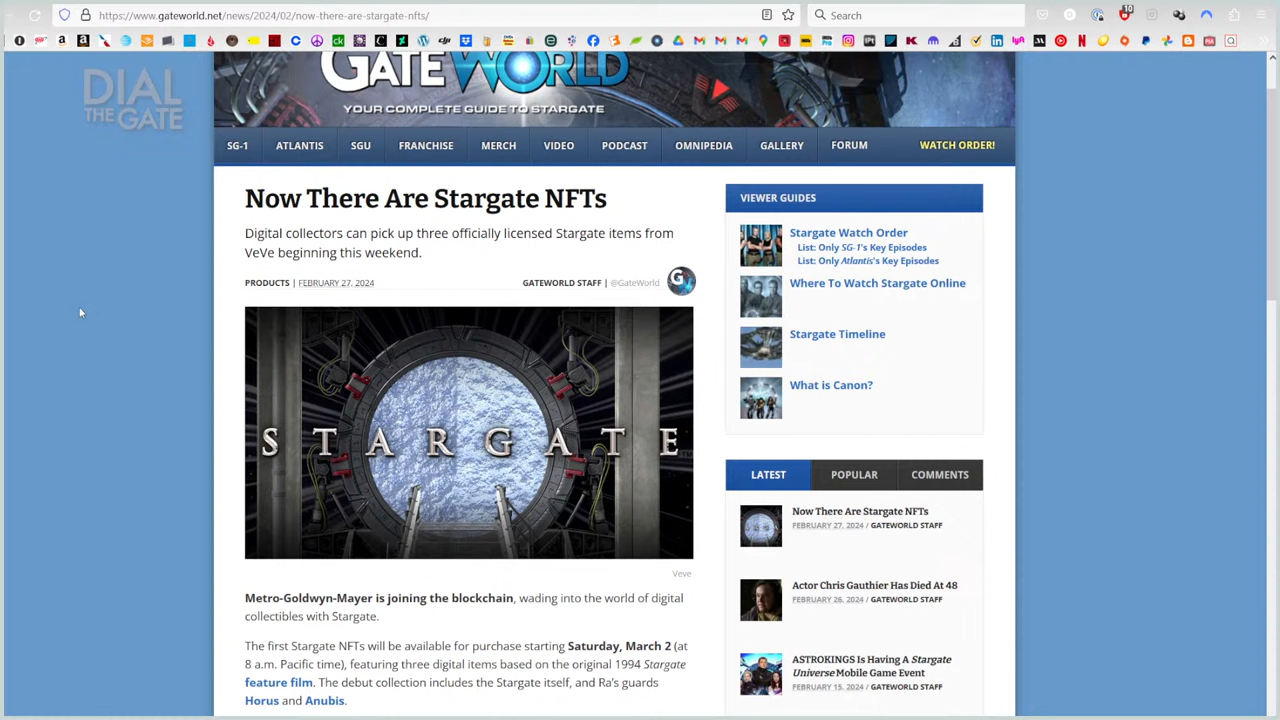 https://www.gateworld.net/news/2024/02/now-there-are-stargate-nfts/
Search
10
DIAL
THE GATE
GATEWORLD
YOUR COMPLETE GUIDE TO STARGATE
SG-1 ATLANTIS SGU FRANCHISE MERCH VIDEO PODCAST OMNIPEDIA GALLERY FORUM WATCH ORDER!
Now There Are Stargate NFTs
Digital collectors can pick up three officially licensed Stargate items from
VeVe beginning this weekend.
PRODUCTS | FEBRUARY 27, 2024 GATEWORLD STAFF | @GateWorld
STARGATE
Veve
Metro-Goldwyn-Mayer is joining the blockchain, wading into the world of digital
collectibles with Stargate.
The first Stargate NFTs will be available for purchase starting Saturday, March 2 (at
8 a.m. Pacific time), featuring three digital items based on the original 1994 Stargate
feature film. The debut collection includes the Stargate itself, and Ra's guards
Horus and Anubis.
VIEWER GUIDES
Stargate Watch Order
List: Only SG-1's Key Episodes
List: Only Atlantis's Key Episodes
Where To Watch Stargate Online
Stargate Timeline
What is Canon?
LATEST POPULAR COMMENTS
Now There Are Stargate NFTs
FEBRUARY 27, 2024 / GATEWORLD STAFF
Actor Chris Gauthier Has Died At 48
FEBRUARY 26, 2024 / GATEWORLD STAFF
ASTROKINGS Is Having A Stargate
Universe Mobile Game Event
FEBRUARY 15, 2024 / GATEWORLD STAFF